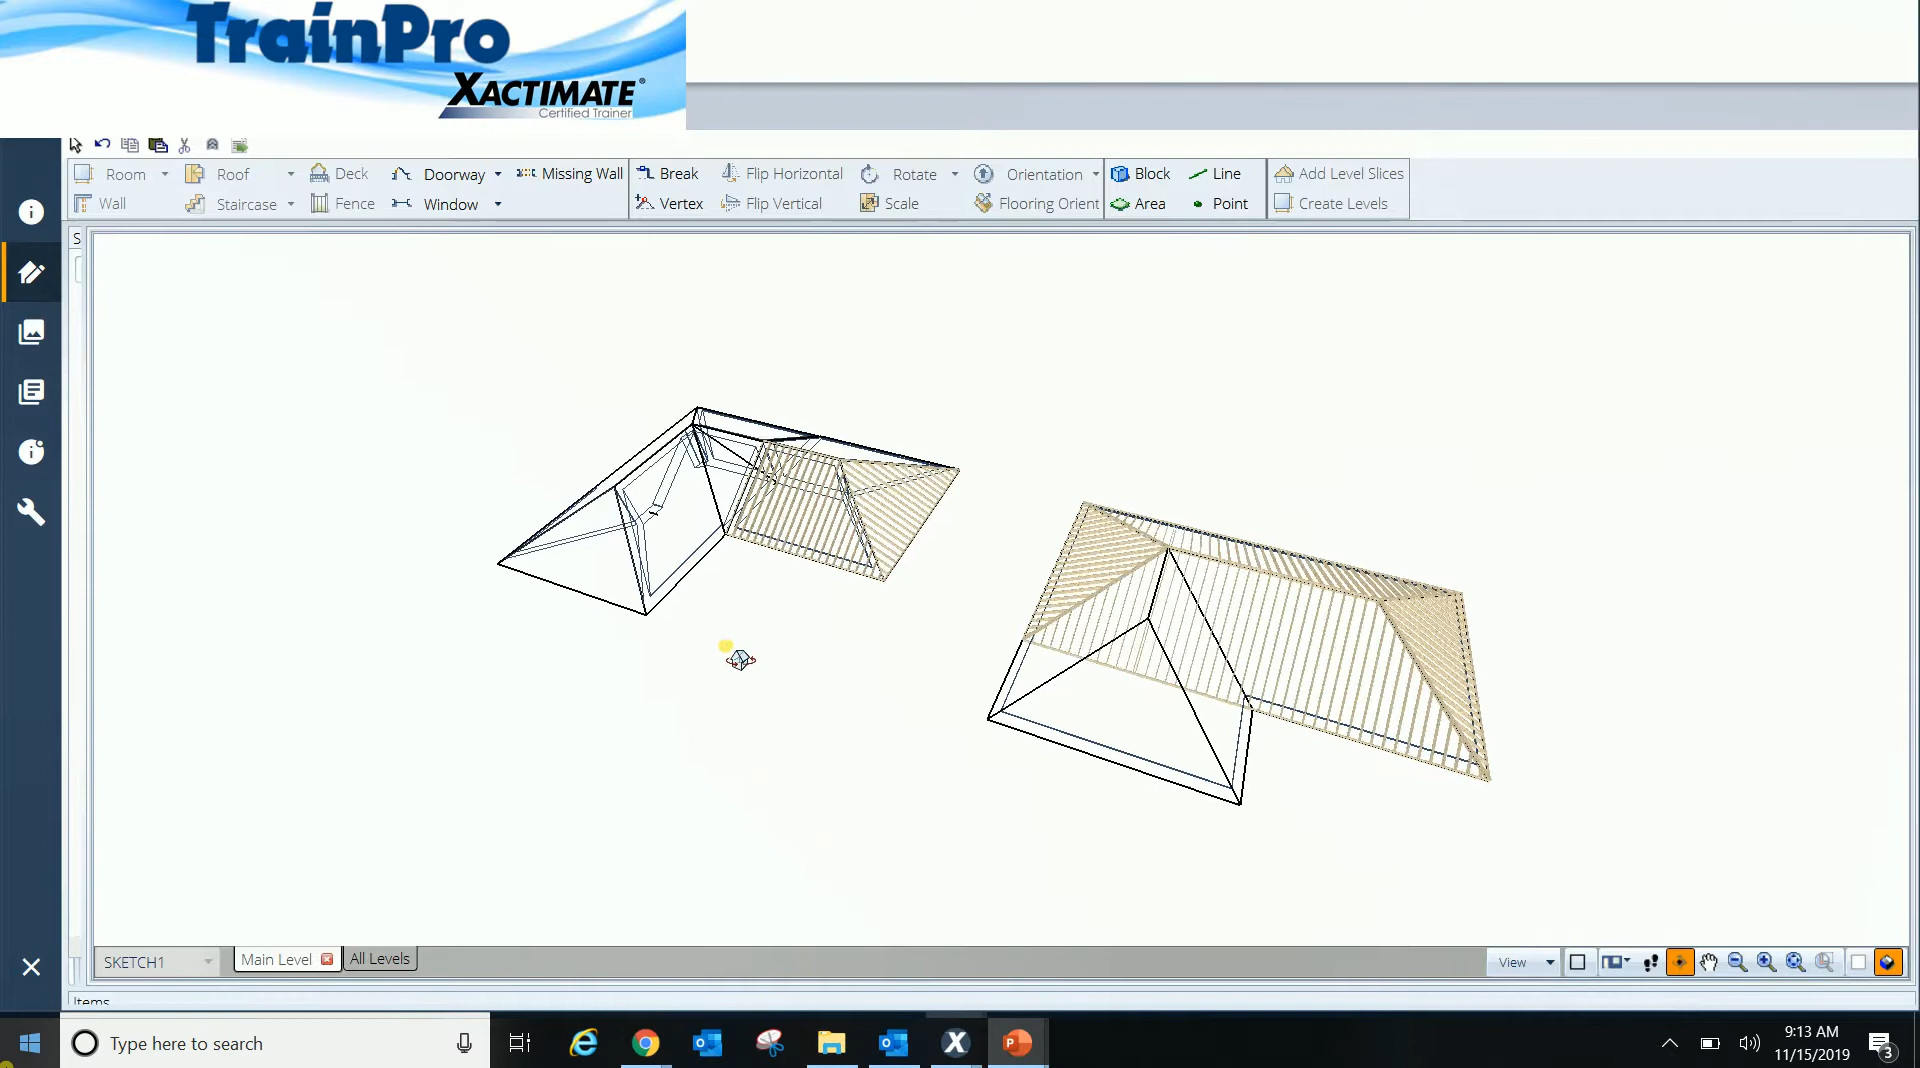 TrainPro
XACTIMATE®
Certified Trainer
Room Roof Deck Doorway Missing Wall Break Flip Horizontal Rotate Orientation Block Line Add Level Slices
Wall Staircase Fence Window Vertex Flip Vertical Scale Flooring Orient Area Point Create Levels
S
SKETCH1 Main Level All Levels View
Items
Type here to search
9:13 AM
11/15/2019
3